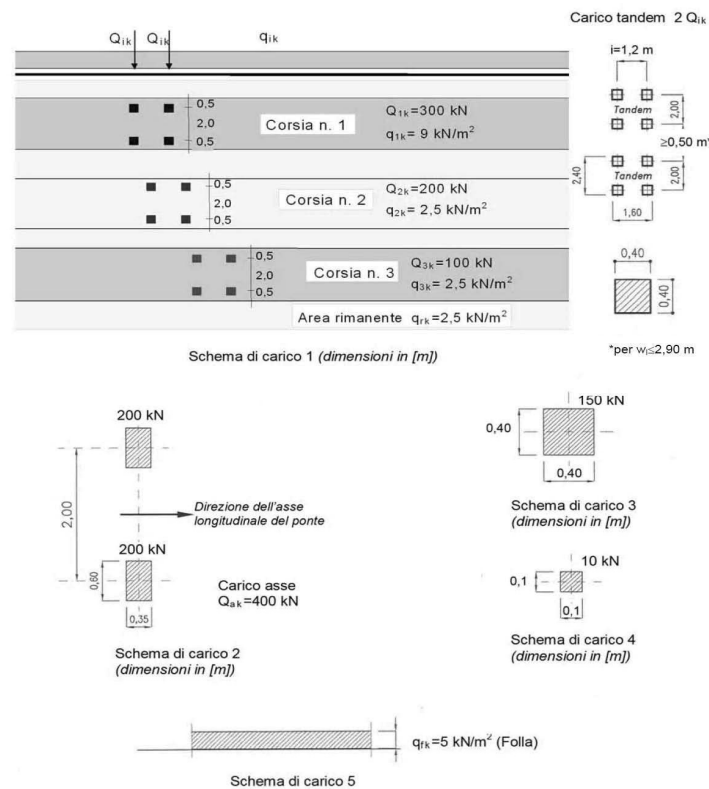 Carico tandem 2 Qik
Qik Qik qik
i=1,2 m
0,5
2,0
0,5
Corsia n. 1
Q1k=300 kN
q1k= 9 kN/m²
Tandem
2,00
≥0,50 m*
0,5
2,0
0,5
Corsia n. 2
Q2k=200 kN
q2k= 2,5 kN/m²
2,40
Tandem
2,00
1,60
0,5
2,0
0,5
Corsia n. 3
Q3k=100 kN
q3k= 2,5 kN/m²
0,40
0,40
Area rimanente qrk=2,5 kN/m²
*per wl≤2,90 m
Schema di carico 1 (dimensioni in [m])
200 kN
2,00
Direzione dell'asse
longitudinale del ponte
200 kN
0,60
0,35
Carico asse
Qak=400 kN
Schema di carico 2
(dimensioni in [m])
150 kN
0,40
0,40
Schema di carico 3
(dimensioni in [m])
10 kN
0,1
0,1
Schema di carico 4
(dimensioni in [m])
qfk=5 kN/m² (Folla)
Schema di carico 5